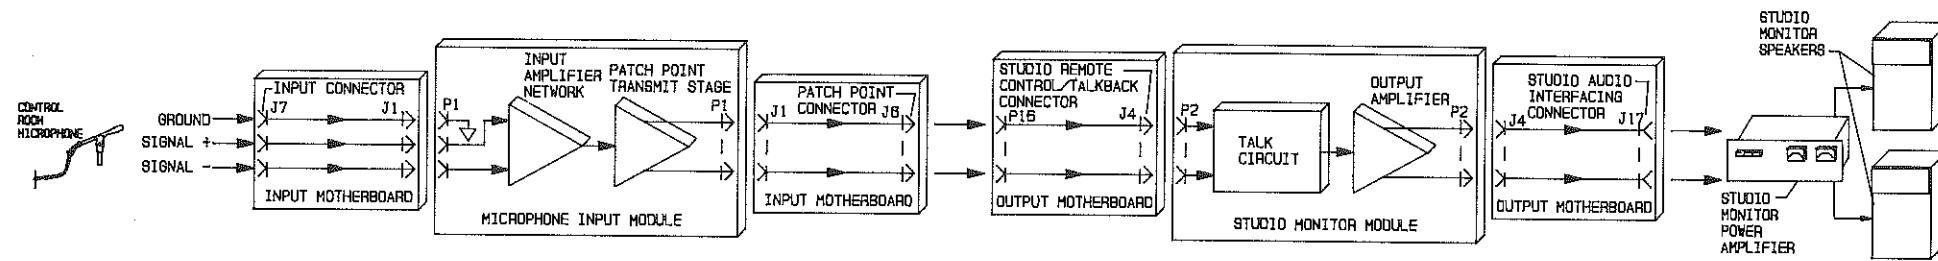 CONTROL
ROOM
MICROPHONE
GROUND
SIGNAL +
SIGNAL -
INPUT CONNECTOR
J7
J1
INPUT MOTHERBOARD
P1
INPUT
AMPLIFIER
NETWORK
PATCH POINT
TRANSMIT STAGE
P1
MICROPHONE INPUT MODULE
PATCH POINT
CONNECTOR
J1
J6
INPUT MOTHERBOARD
STUDIO REMOTE
CONTROL/TALKBACK
CONNECTOR
P16
J4
OUTPUT MOTHERBOARD
P2
TALK
CIRCUIT
OUTPUT
AMPLIFIER
P2
STUDIO MONITOR MODULE
STUDIO AUDIO
INTERFACING
CONNECTOR
J4
J17
OUTPUT MOTHERBOARD
STUDIO
MONITOR
POWER
AMPLIFIER
STUDIO
MONITOR
SPEAKERS